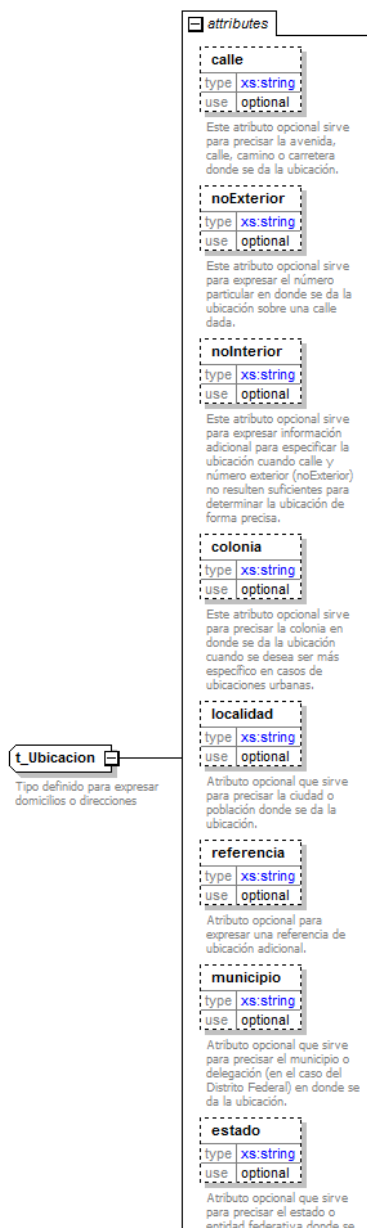 attributes
calle
type xs:string
use optional
Este atributo opcional sirve
para precisar la avenida,
calle, camino o carretera
donde se da la ubicación.
noExterior
type xs:string
use optional
Este atributo opcional sirve
para expresar el número
particular en donde se da la
ubicación sobre una calle
dada.
noInterior
type xs:string
use optional
Este atributo opcional sirve
para expresar información
adicional para especificar la
ubicación cuando calle y
número exterior (noExterior)
no resulten suficientes para
determinar la ubicación de
forma precisa.
colonia
type xs:string
use optional
Este atributo opcional sirve
para precisar la colonia en
donde se da la ubicación
cuando se desea ser más
específico en casos de
ubicaciones urbanas.
t_Ubicacion
Tipo definido para expresar
domicilios o direcciones
localidad
type xs:string
use optional
Atributo opcional que sirve
para precisar la ciudad o
población donde se da la
ubicación.
referencia
type xs:string
use optional
Atributo opcional para
expresar una referencia de
ubicación adicional.
municipio
type xs:string
use optional
Atributo opcional que sirve
para precisar el municipio o
delegación (en el caso del
Distrito Federal) en donde se
da la ubicación.
estado
type xs:string
use optional
Atributo opcional que sirve
para precisar el estado o
entidad federativa donde se